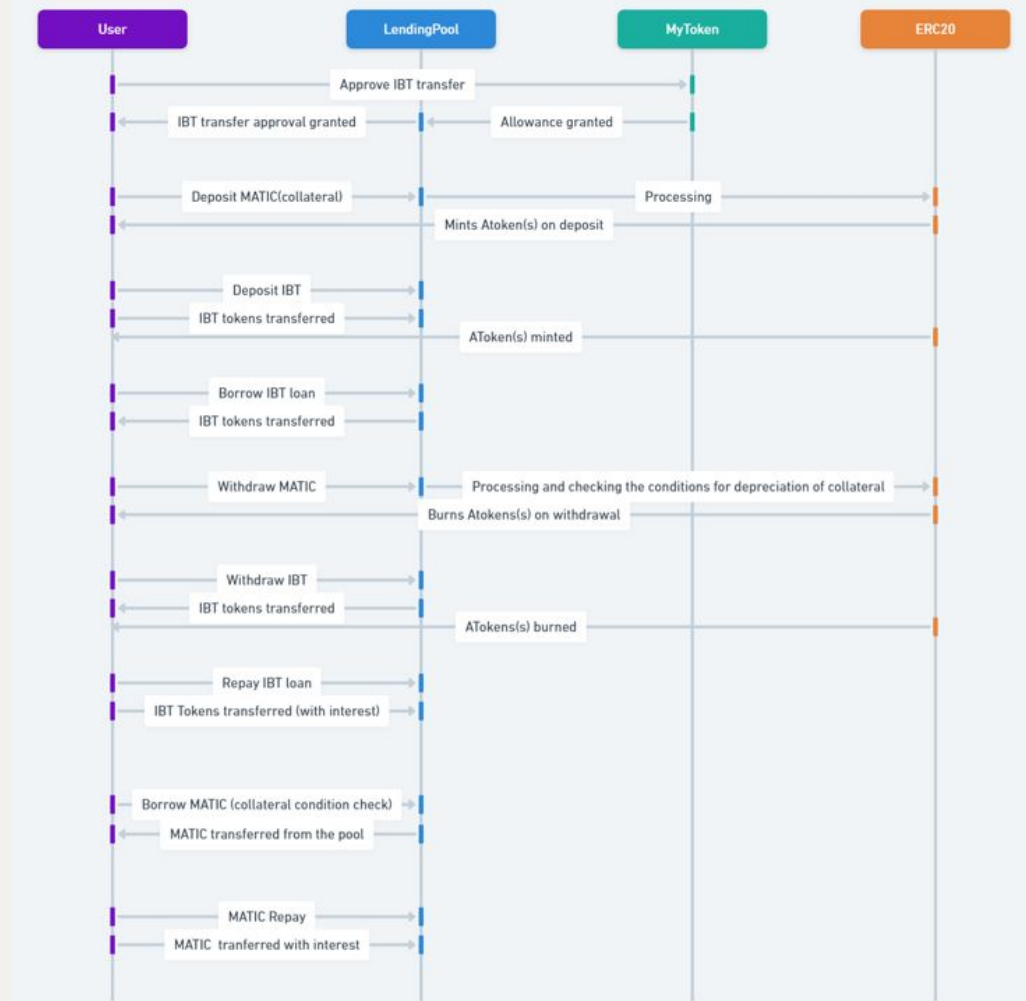 User
LendingPool
MyToken
ERC20
Approve IBT transfer
IBT transfer approval granted
Allowance granted
Deposit MATIC(collateral)
Processing
Mints Atoken(s) on deposit
Deposit IBT
IBT tokens transferred
AToken(s) minted
Borrow IBT loan
IBT tokens transferred
Withdraw MATIC
Processing and checking the conditions for depreciation of collateral
Burns Atokens(s) on withdrawal
Withdraw IBT
IBT tokens transferred
ATokens(s) burned
Repay IBT loan
IBT Tokens transferred (with interest)
Borrow MATIC (collateral condition check)
MATIC transferred from the pool
MATIC Repay
MATIC tranferred with interest